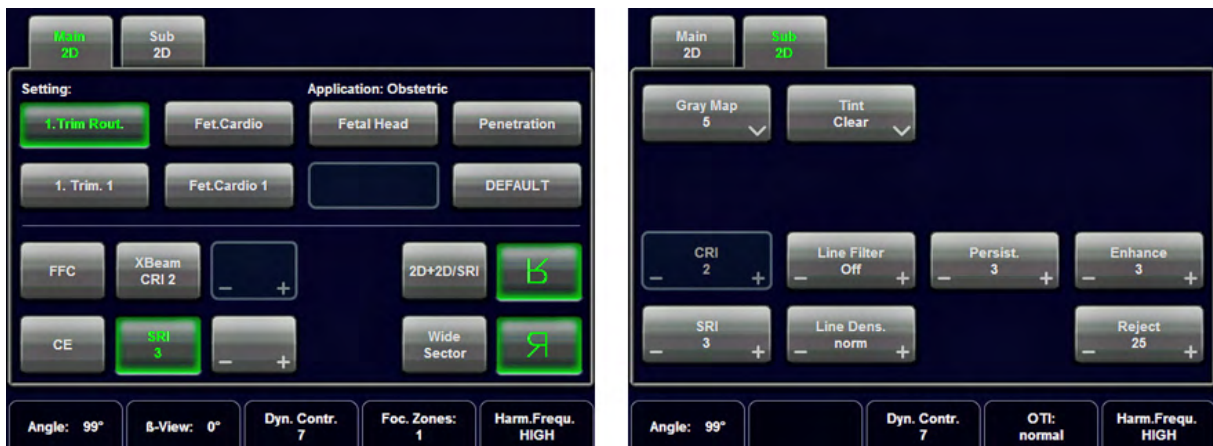 Main
2D
Sub
2D
Setting:
Application: Obstetric
1.Trim Rout.
Fet.Cardio
Fetal Head
Penetration
1. Trim. 1
Fet.Cardio 1
DEFAULT
FFC
XBeam
CRI 2
- +
2D+2D/SRI
R
CE
SRI
3
- +
Wide
Sector
R
Angle: 99°
ß-View: 0°
Dyn. Contr.
7
Foc. Zones:
1
Harm.Frequ.
HIGH
Main
2D
Sub
2D
Gray Map
5
Tint
Clear
CRI
- 2 +
Line Filter
- Off +
Persist.
- 3 +
Enhance
- 3 +
SRI
- 3 +
Line Dens.
- norm +
Reject
- 25 +
Angle: 99°
Dyn. Contr.
7
OTI:
normal
Harm.Frequ.
HIGH